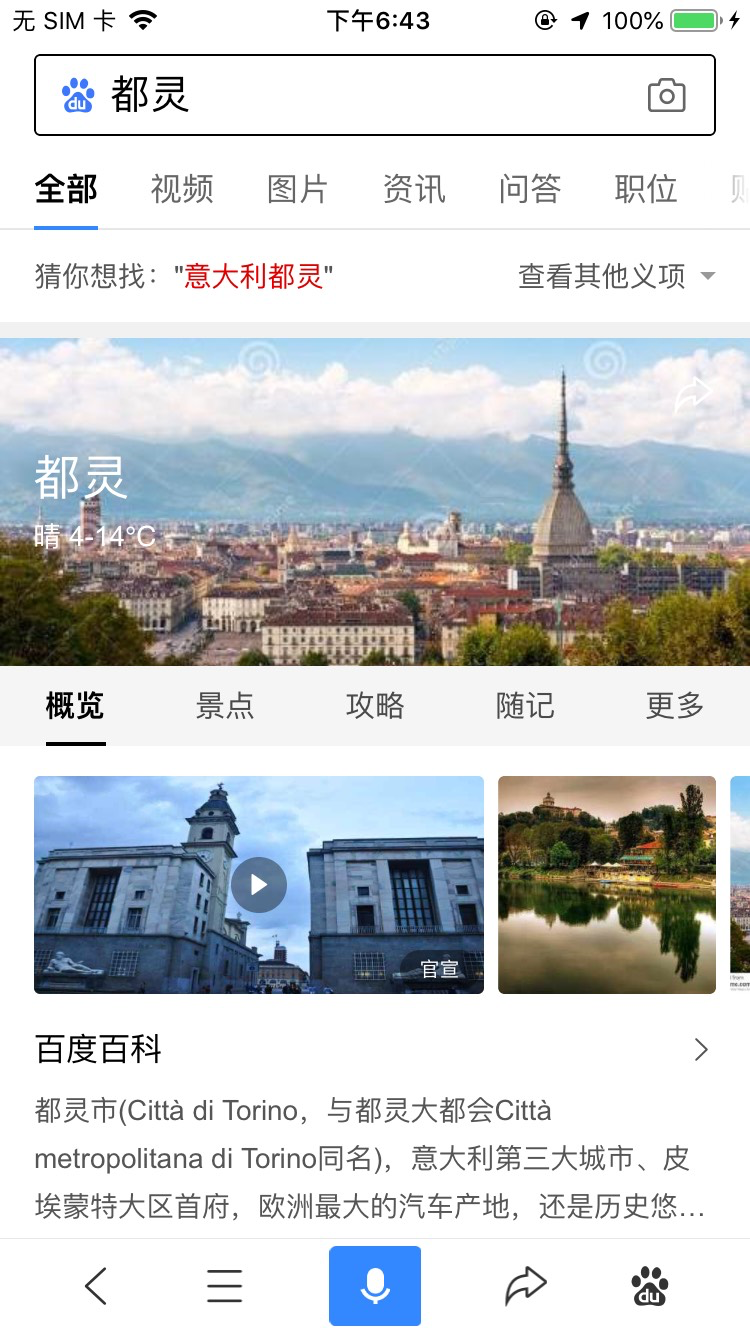 无 SIM 卡 下午6:43 100%
du 都灵
全部 视频 图片 资讯 问答 职位
猜你想找："意大利都灵" 查看其他义项
都灵
晴 4-14°C
概览 景点 攻略 随记 更多
官宣
百度百科
都灵市(Città di Torino，与都灵大都会Città
metropolitana di Torino同名)，意大利第三大城市、皮
埃蒙特大区首府，欧洲最大的汽车产地，还是历史悠...
du